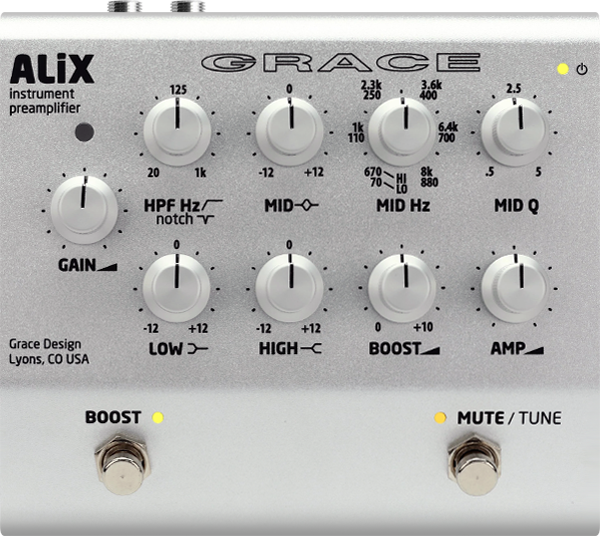 ALiX
instrument
preamplifier
GRACE
125
20 1k
HPF Hz
notch
0
-12 +12
MID
2.3k 3.6k
250 400
1k 6.4k
110 700
670 HI 8k
70 LO 880
MID Hz
2.5
.5 5
MID Q
GAIN
0
-12 +12
LOW
0
-12 +12
HIGH
0 +10
BOOST
AMP
Grace Design
Lyons, CO USA
BOOST
MUTE / TUNE